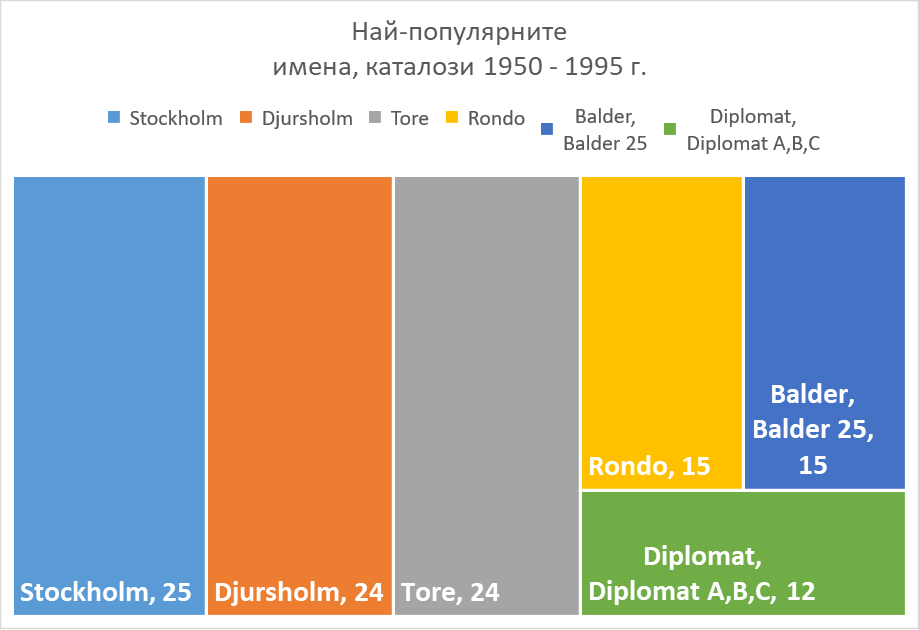 Най-популярните
имена, каталози 1950 - 1995 г.
Stockholm
Djursholm
Tore
Rondo
Balder,
Balder 25
Diplomat,
Diplomat A,B,C
Stockholm, 25
Djursholm, 24
Tore, 24
Rondo, 15
Balder,
Balder 25,
15
Diplomat,
Diplomat A,B,C, 12